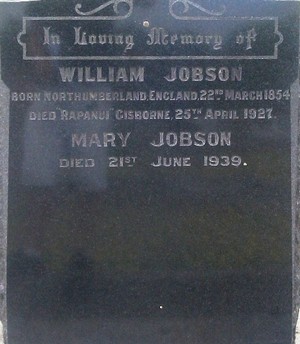 In Loving Memory of
WILLIAM JOBSON
BORN NORTHUMBERLAND, ENGLAND, 22ND MARCH 1854
DIED RAPANUI GISBORNE, 25TH APRIL 1927.
MARY JOBSON
DIED 21ST JUNE 1939.